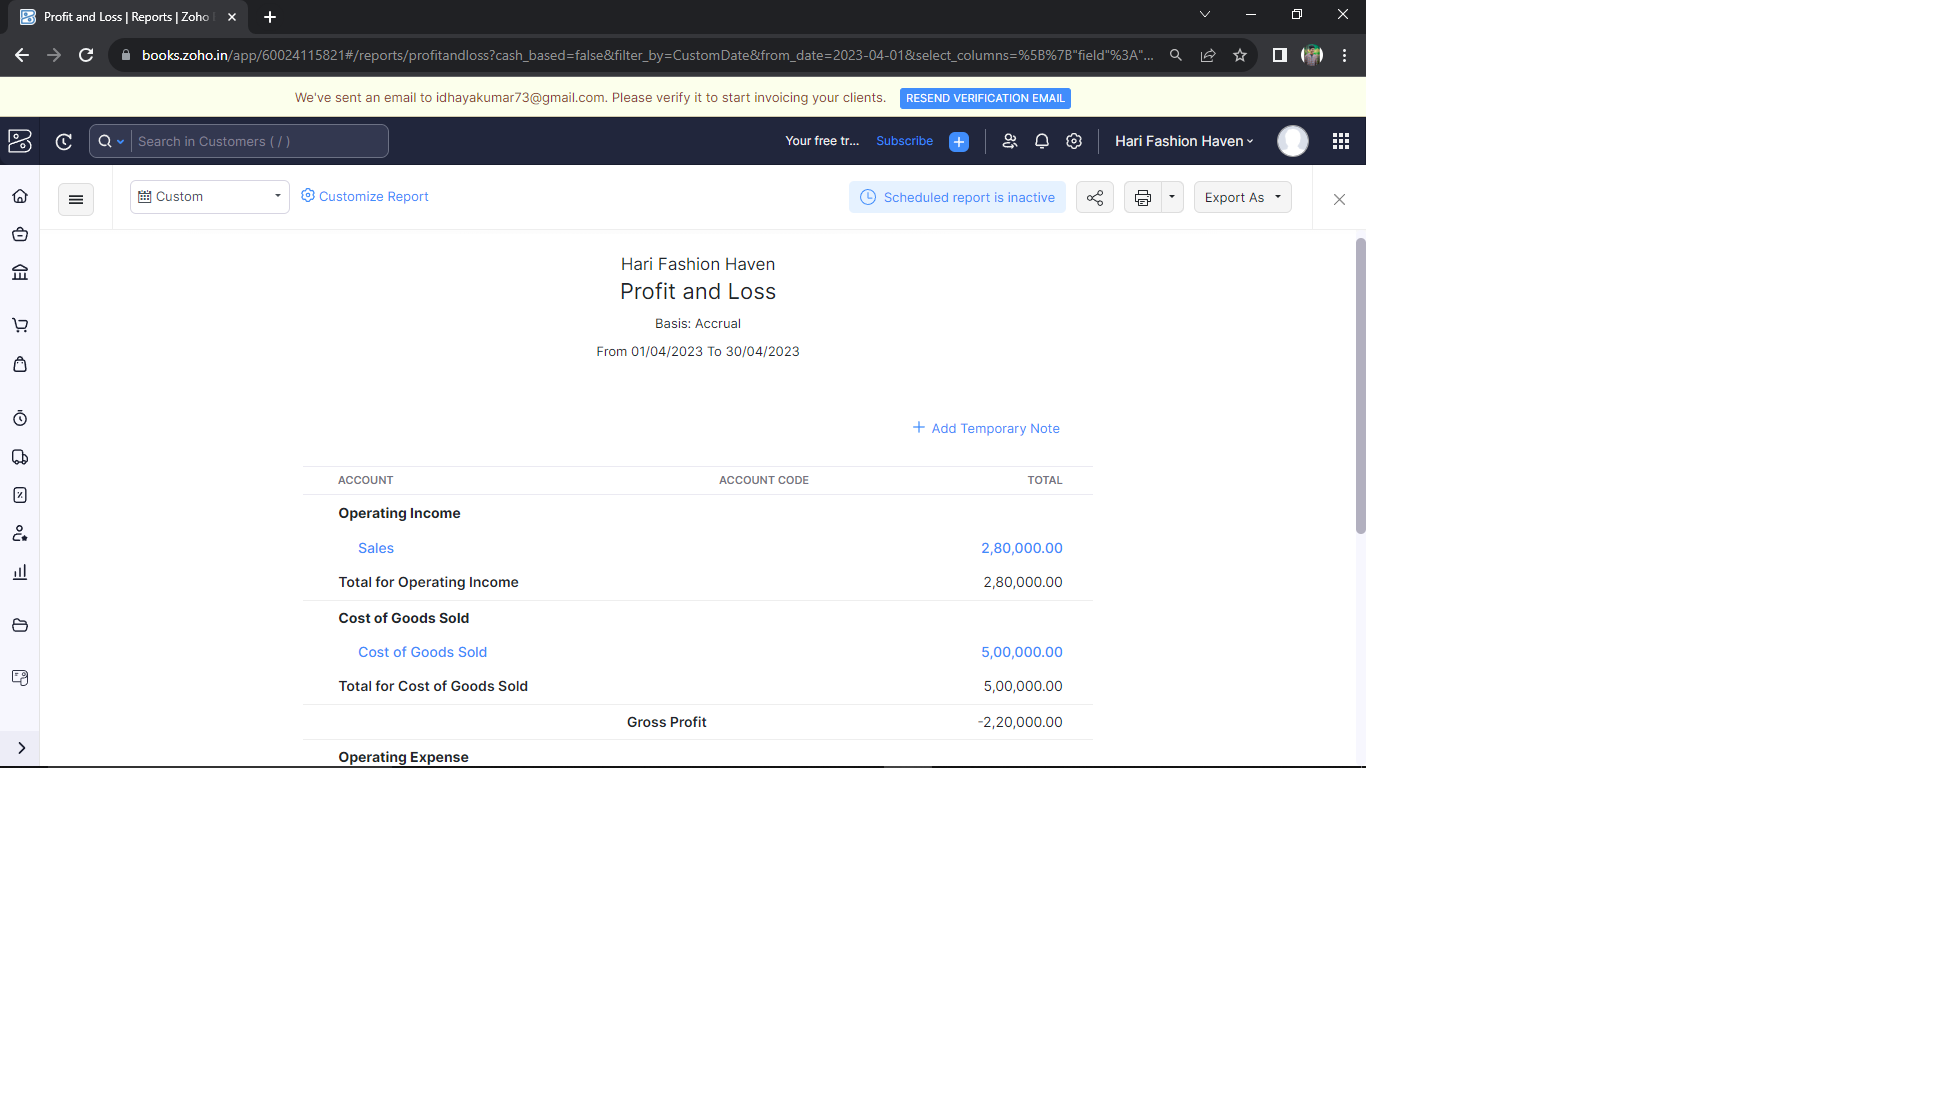 Profit and Loss | Reports | Zoho
books.zoho.in/app/60024115821#/reports/profitandloss?cash_based=false&filter_by=CustomDate&from_date=2023-04-01&select_columns=%5B%7B"field"%3A"...
We've sent an email to idhayakumar73@gmail.com. Please verify it to start invoicing your clients. RESEND VERIFICATION EMAIL
Search in Customers ( / ) Your free tr... Subscribe Hari Fashion Haven
Custom Customize Report Scheduled report is inactive Export As
Hari Fashion Haven
Profit and Loss
Basis: Accrual
From 01/04/2023 To 30/04/2023
Add Temporary Note
ACCOUNT ACCOUNT CODE TOTAL
Operating Income
Sales 2,80,000.00
Total for Operating Income 2,80,000.00
Cost of Goods Sold
Cost of Goods Sold 5,00,000.00
Total for Cost of Goods Sold 5,00,000.00
Gross Profit -2,20,000.00
Operating Expense